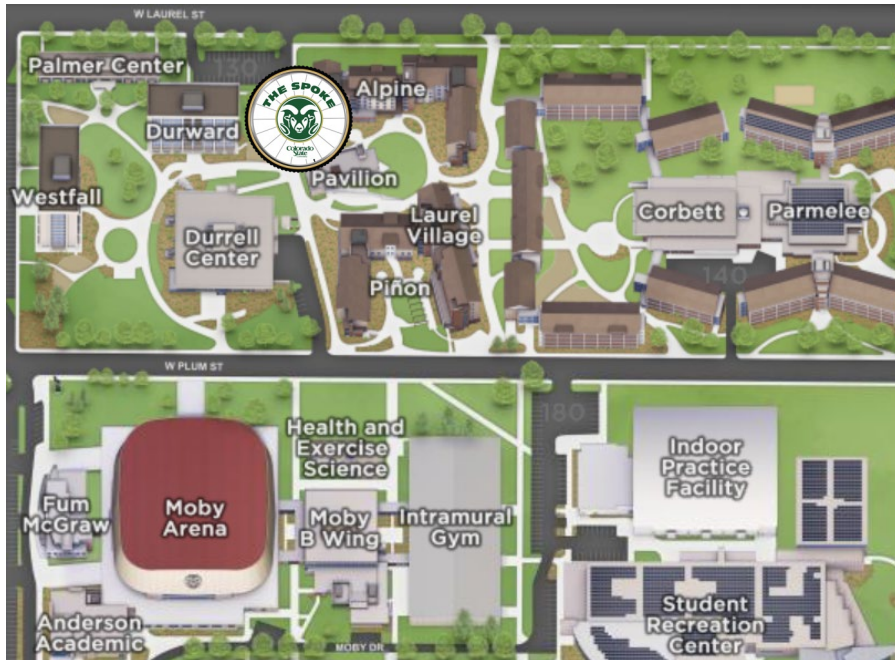 W LAUREL ST
Palmer Center
130
THE SPOKE
Colorado
State
Alpine
Durward
Pavilion
Westfall
Laurel
Village
Corbett
Parmelee
Durrell
Center
140
Piñon
W PLUM ST
180
Health and
Exercise
Science
Indoor
Practice
Facility
Fum
McGraw
Moby
Arena
Moby
B Wing
Intramural
Gym
Anderson
Academic
Student
Recreation
Center
MOBY DR